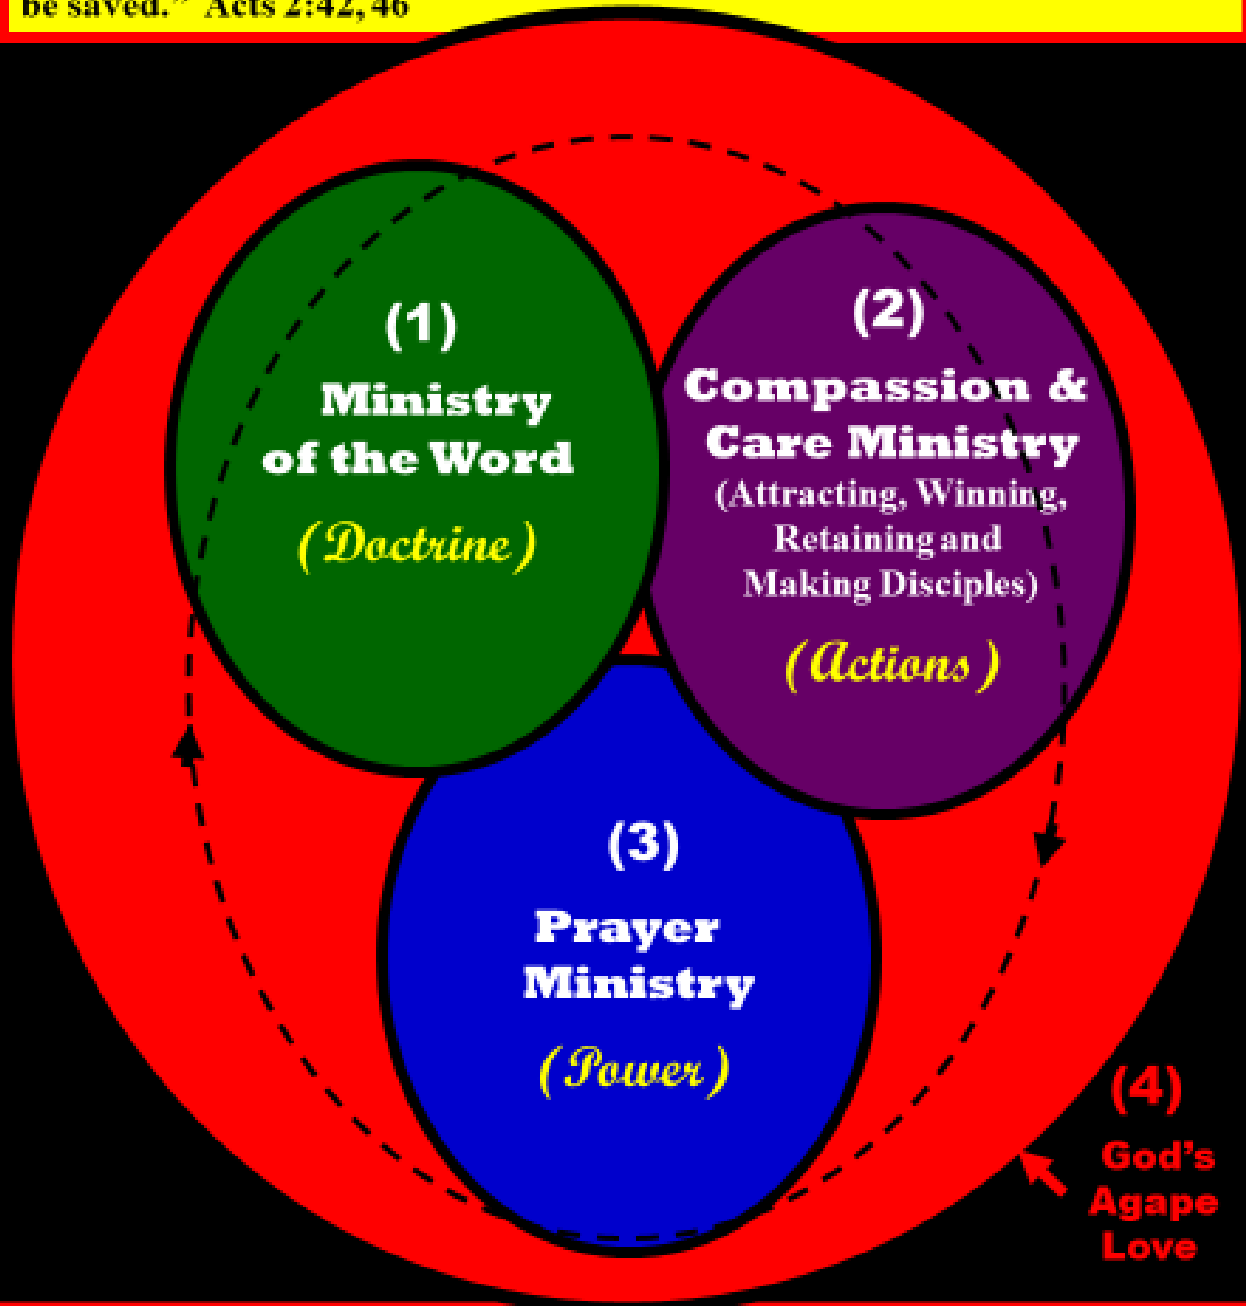 be saved.” Acts 2:42, 46
(1)
Ministry
of the Word
(Doctrine)
(2)
Compassion &
Care Ministry
(Attracting, Winning,
Retaining and
Making Disciples)
(Actions)
(3)
Prayer
Ministry
(Power)
(4)
God’s
Agape
Love